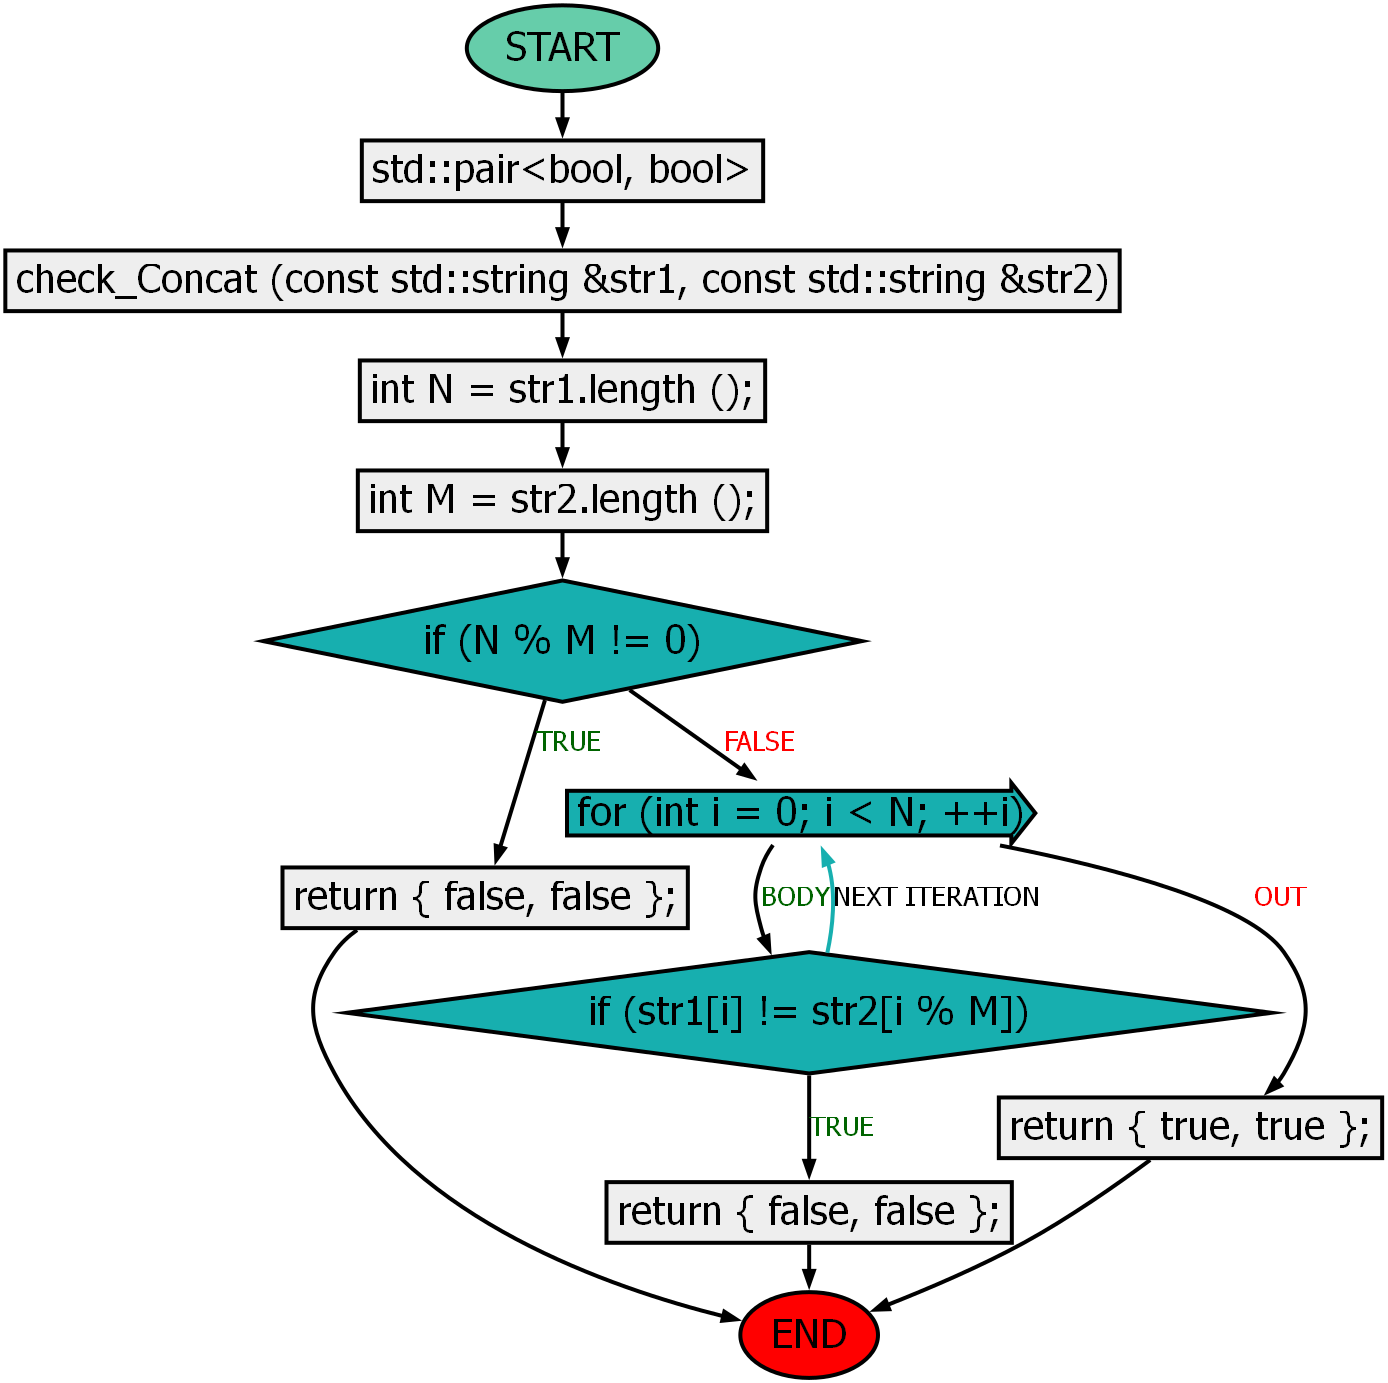 START
std::pair<bool, bool>
check_Concat (const std::string &str1, const std::string &str2)
int N = str1.length ();
int M = str2.length ();
if (N % M != 0)
TRUE
FALSE
for (int i = 0; i < N; ++i)
return { false, false };
BODY
NEXT ITERATION
OUT
if (str1[i] != str2[i % M])
TRUE
return { true, true };
return { false, false };
END